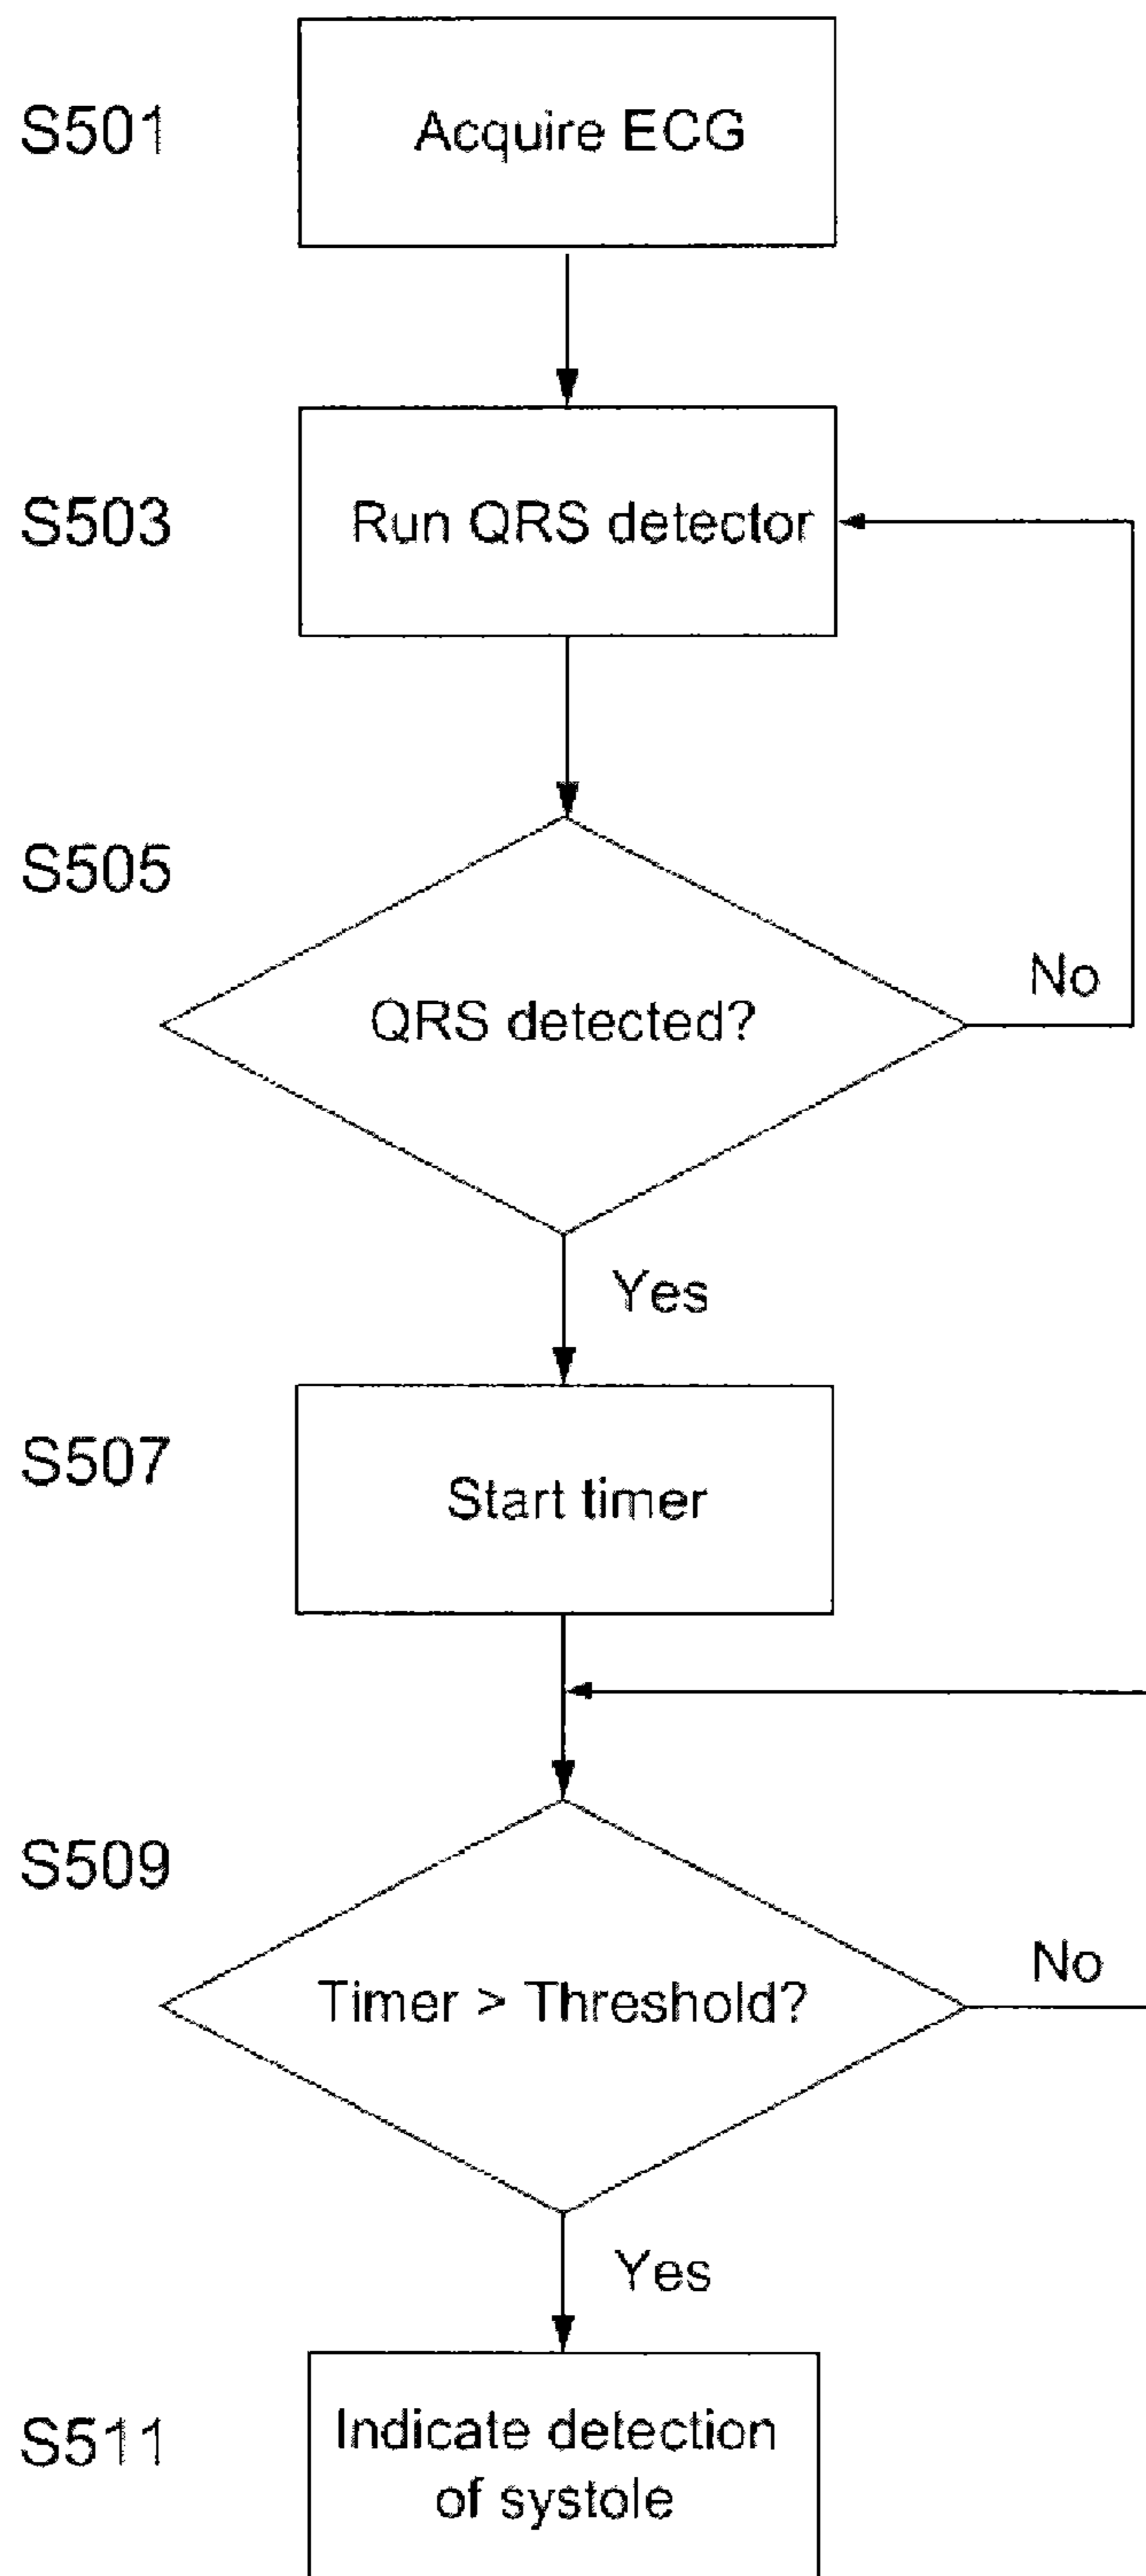 S501
Acquire ECG
S503
Run QRS detector
S505
QRS detected?
No
Yes
S507
Start timer
S509
Timer > Threshold?
No
Yes
S511
Indicate detection
of systole